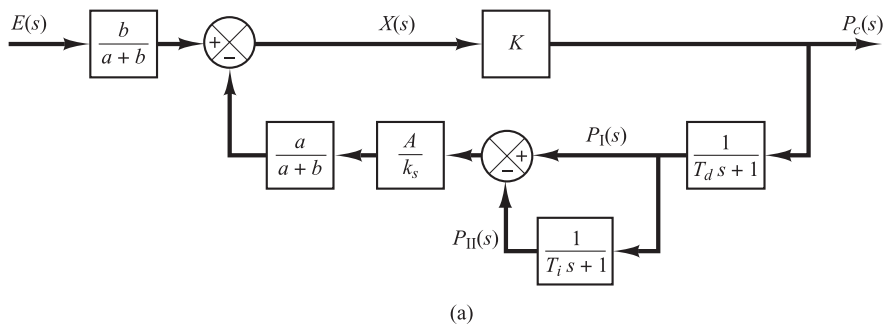 E(s)
b
a + b
+
−
X(s)
K
P_c(s)
a
a + b
A
k_s
+
−
P_I(s)
1
T_d s + 1
P_II(s)
1
T_i s + 1
(a)